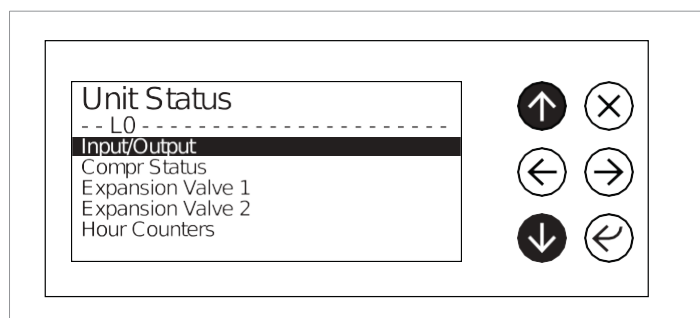 Unit Status
-- L0 - - - - - - - - - - - - - - - - - - - - - -
Input/Output
Compr Status
Expansion Valve 1
Expansion Valve 2
Hour Counters